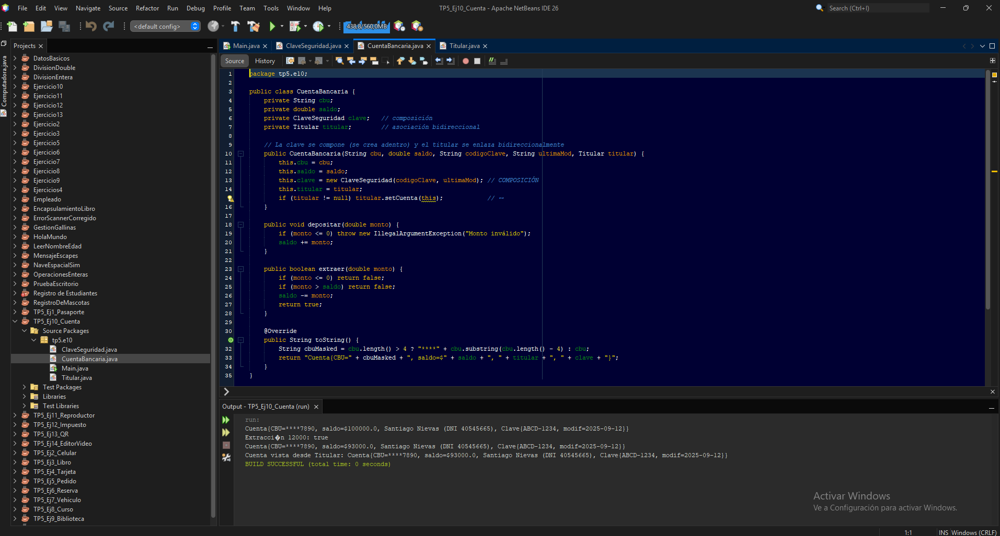 File Edit View Navigate Source Refactor Run Debug Profile Team Tools Window Help
TP5_Ej10_Cuenta - Apache NetBeans IDE 26
Search (Ctrl+I)
<default config>
438,8/560,0MB
Computadora.java
Projects
DatosBasicos
DivisionDouble
DivisionEntera
Ejercicio10
Ejercicio11
Ejercicio12
Ejercicio13
Ejercicio2
Ejercicio3
Ejercicio5
Ejercicio6
Ejercicio7
Ejercicio8
Ejercicio9
Ejercicios4
Empleado
EncapsulamientoLibro
ErrorScannerCorregido
GestionGallinas
HolaMundo
LeerNombreEdad
MensajeEscapes
NaveEspacialSim
OperacionesEnteras
PruebaEscritorio
Registro de Estudiantes
RegistroDeMascotas
TP5_Ej1_Pasaporte
TP5_Ej10_Cuenta
Source Packages
tp5.e10
ClaveSeguridad.java
CuentaBancaria.java
Main.java
Titular.java
Test Packages
Libraries
Test Libraries
TP5_Ej11_Reproductor
TP5_Ej12_Impuesto
TP5_Ej13_QR
TP5_Ej14_EditorVideo
TP5_Ej2_Celular
TP5_Ej3_Libro
TP5_Ej4_Tarjeta
TP5_Ej5_Pedido
TP5_Ej6_Reserva
TP5_Ej7_Vehiculo
TP5_Ej8_Curso
TP5_Ej9_Biblioteca
Main.java ClaveSeguridad.java CuentaBancaria.java Titular.java
Source History
1 package tp5.e10;
2
3 public class CuentaBancaria {
4 private String cbu;
5 private double saldo;
6 private ClaveSeguridad clave; // composición
7 private Titular titular; // asociación bidireccional
8
9 // La clave se compone (se crea adentro) y el titular se enlaza bidireccionalmente
10 public CuentaBancaria(String cbu, double saldo, String codigoClave, String ultimaMod, Titular titular) {
11 this.cbu = cbu;
12 this.saldo = saldo;
13 this.clave = new ClaveSeguridad(codigoClave, ultimaMod); // COMPOSICIÓN
14 this.titular = titular;
if (titular != null) titular.setCuenta(this); // ↔
16 }
17
18 public void depositar(double monto) {
19 if (monto <= 0) throw new IllegalArgumentException("Monto inválido");
20 saldo += monto;
21 }
22
23 public boolean extraer(double monto) {
24 if (monto <= 0) return false;
25 if (monto > saldo) return false;
26 saldo -= monto;
27 return true;
28 }
29
30 @Override
public String toString() {
32 String cbuMasked = cbu.length() > 4 ? "****" + cbu.substring(cbu.length() - 4) : cbu;
33 return "Cuenta{CBU=" + cbuMasked + ", saldo=$" + saldo + ", " + titular + ", " + clave + "}";
34 }
35 }
Output - TP5_Ej10_Cuenta (run)
run:
Cuenta{CBU=****7890, saldo=$100000.0, Santiago Nievas (DNI 40545665), Clave{ABCD-1234, modif=2025-09-12}}
Extracci�n 12000: true
Cuenta{CBU=****7890, saldo=$93000.0, Santiago Nievas (DNI 40545665), Clave{ABCD-1234, modif=2025-09-12}}
Cuenta vista desde Titular: Cuenta{CBU=****7890, saldo=$93000.0, Santiago Nievas (DNI 40545665), Clave{ABCD-1234, modif=2025-09-12}}
BUILD SUCCESSFUL (total time: 0 seconds)
Activar Windows
Ve a Configuración para activar Windows.
1:1 INS Windows (CRLF)